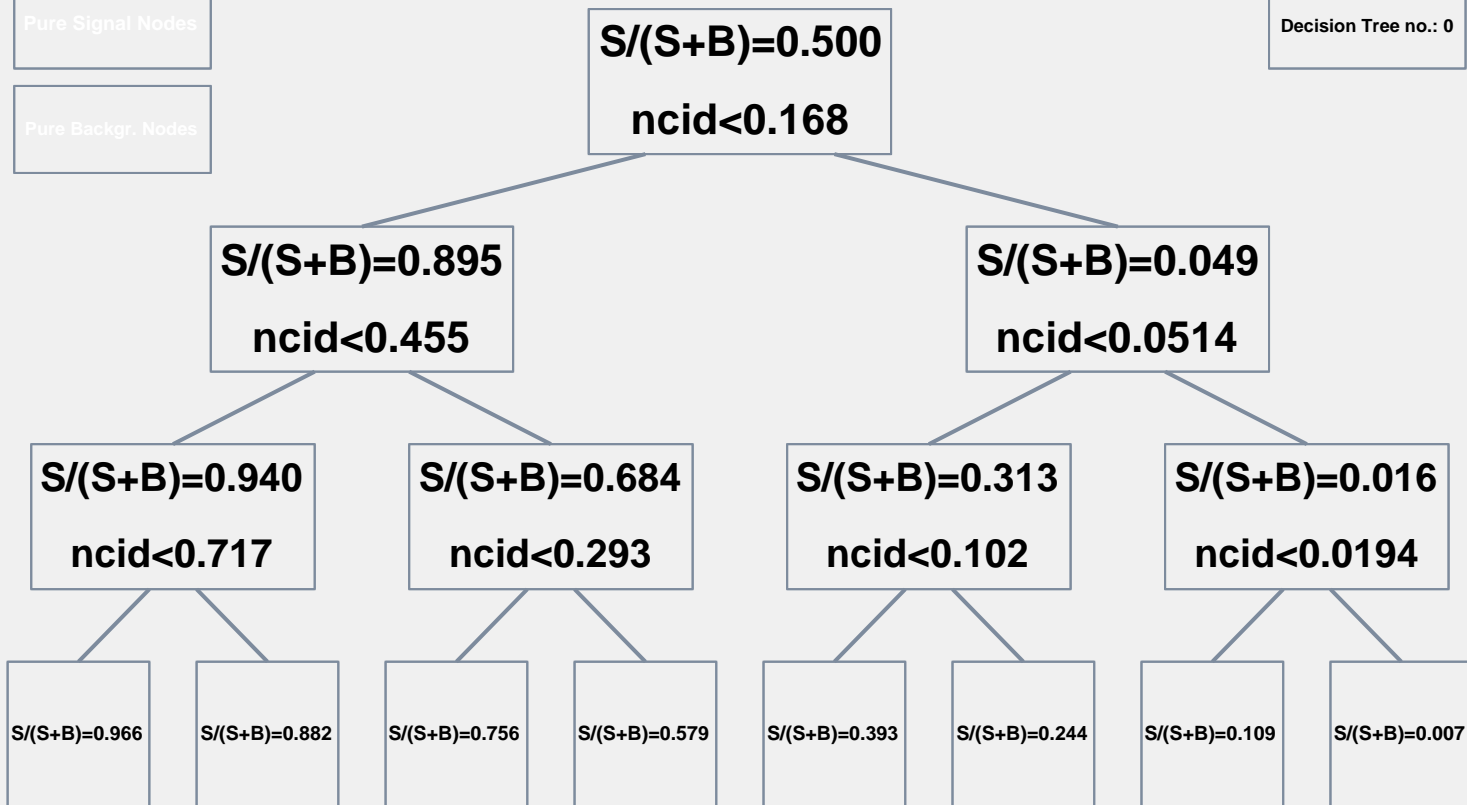 Pure Signal Nodes
S/(S+B)=0.500
ncid<0.168
Decision Tree no.: 0
Pure Backgr. Nodes
S/(S+B)=0.895
ncid<0.455
S/(S+B)=0.049
ncid<0.0514
S/(S+B)=0.940
ncid<0.717
S/(S+B)=0.684
ncid<0.293
S/(S+B)=0.313
ncid<0.102
S/(S+B)=0.016
ncid<0.0194
S/(S+B)=0.966
S/(S+B)=0.882
S/(S+B)=0.756
S/(S+B)=0.579
S/(S+B)=0.393
S/(S+B)=0.244
S/(S+B)=0.109
S/(S+B)=0.007